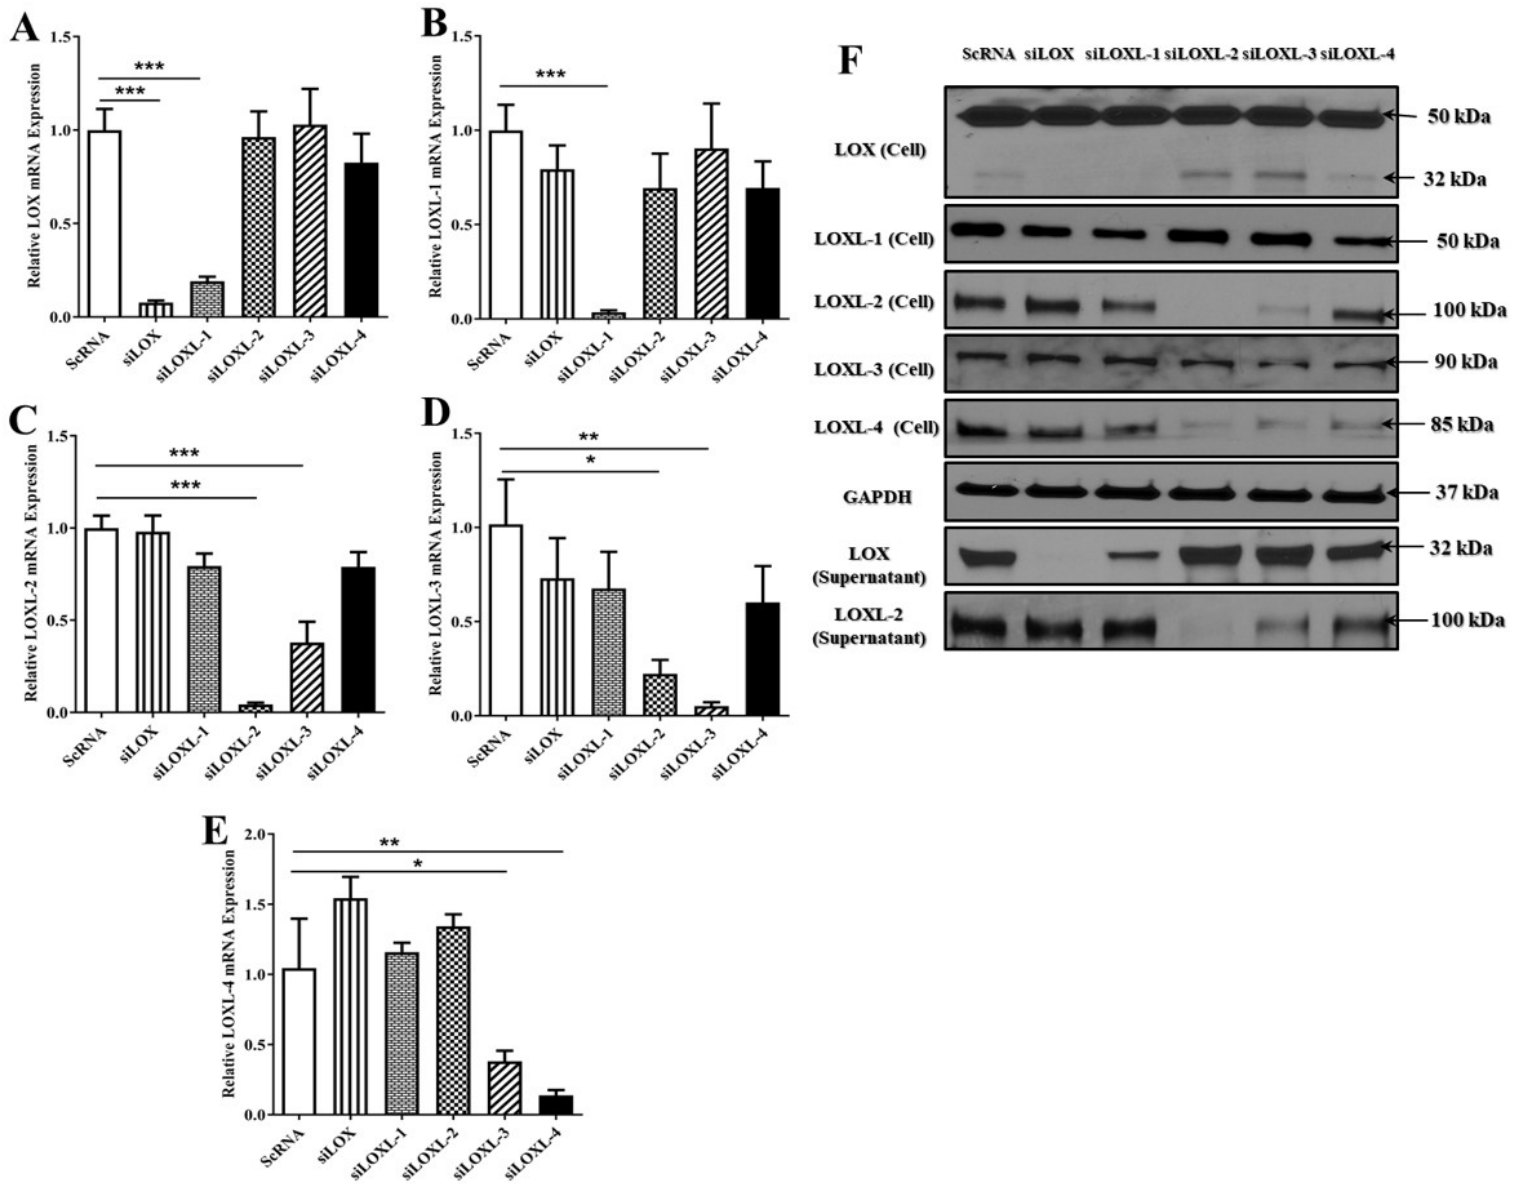 A
Relative LOX mRNA Expression
1.5
1.0
0.5
0.0
***
***
ScRNA
siLOX
siLOXL-1
siLOXL-2
siLOXL-3
siLOXL-4
B
Relative LOXL-1 mRNA Expression
1.5
1.0
0.5
0.0
***
ScRNA
siLOX
siLOXL-1
siLOXL-2
siLOXL-3
siLOXL-4
C
Relative LOXL-2 mRNA Expression
1.5
1.0
0.5
0.0
***
***
ScRNA
siLOX
siLOXL-1
siLOXL-2
siLOXL-3
siLOXL-4
D
Relative LOXL-3 mRNA Expression
1.5
1.0
0.5
0.0
**
*
ScRNA
siLOX
siLOXL-1
siLOXL-2
siLOXL-3
siLOXL-4
E
Relative LOXL-4 mRNA Expression
2.0
1.5
1.0
0.5
0.0
**
*
ScRNA
siLOX
siLOXL-1
siLOXL-2
siLOXL-3
siLOXL-4
F
ScRNA siLOX siLOXL-1 siLOXL-2 siLOXL-3 siLOXL-4
50 kDa
LOX (Cell)
32 kDa
LOXL-1 (Cell) 50 kDa
LOXL-2 (Cell) 100 kDa
LOXL-3 (Cell) 90 kDa
LOXL-4 (Cell) 85 kDa
GAPDH 37 kDa
LOX 32 kDa
(Supernatant)
LOXL-2 100 kDa
(Supernatant)